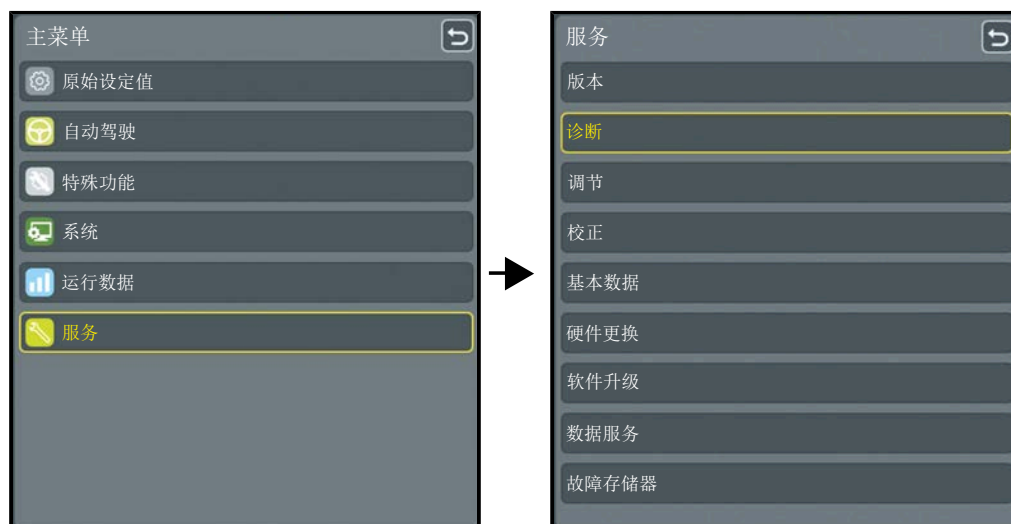 主菜单
原始设定值
自动驾驶
特殊功能
系统
运行数据
服务
服务
版本
诊断
调节
校正
基本数据
硬件更换
软件升级
数据服务
故障存储器